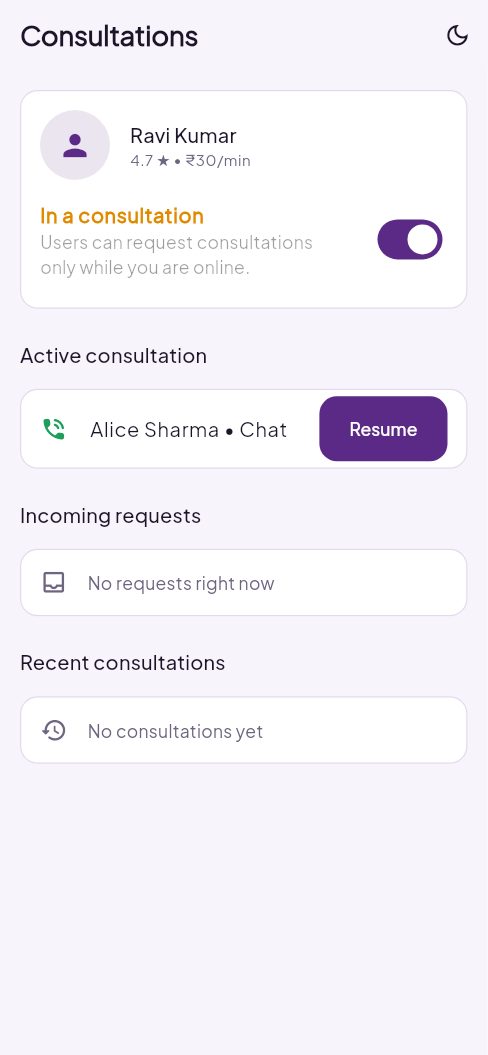 Consultations
Ravi Kumar
4.7 ★ • ₹30/min
In a consultation
Users can request consultations
only while you are online.
Active consultation
Alice Sharma • Chat
Resume
Incoming requests
No requests right now
Recent consultations
No consultations yet